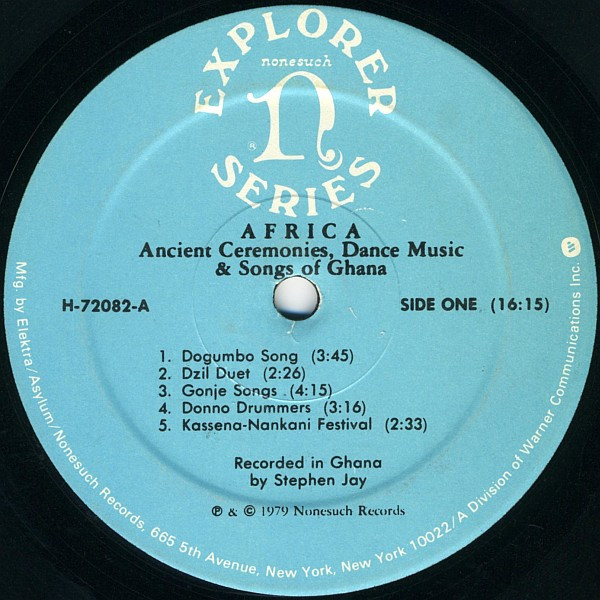 EXPLORER
nonesuch
n
®
SERIES
AFRICA
Ancient Ceremonies, Dance Music
& Songs of Ghana
H-72082-A
SIDE ONE (16:15)
1. Dogumbo Song (3:45)
2. Dzil Duet (2:26)
3. Gonje Songs (4:15)
4. Donno Drummers (3:16)
5. Kassena-Nankani Festival (2:33)
Recorded in Ghana
by Stephen Jay
℗ & © 1979 Nonesuch Records
Mfg. by Elektra/Asylum/Nonesuch Records, 665 5th Avenue, New York, New York 10022/A Division of Warner Communications Inc.